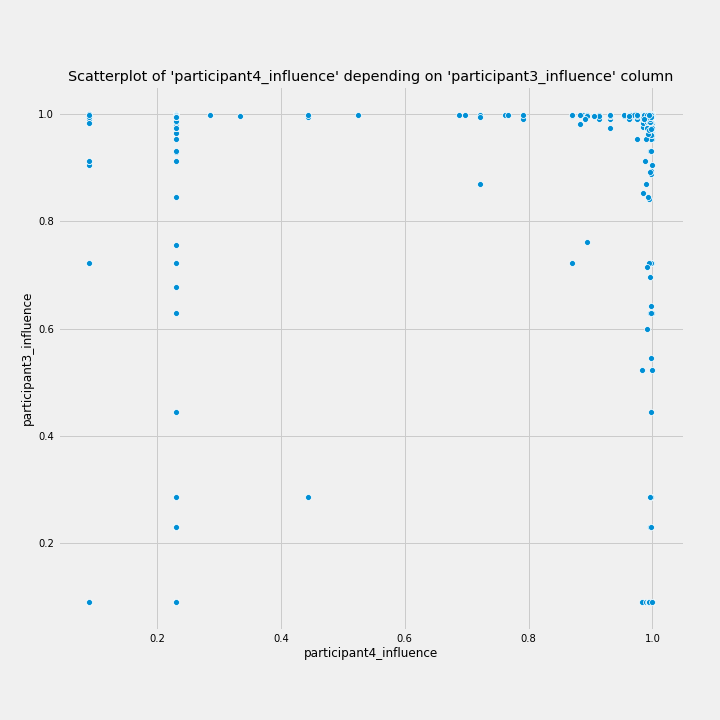 Scatterplot of 'participant4_influence' depending on 'participant3_influence' column
1.0
0.8
0.6
0.4
0.2
participant3_influence
0.2 0.4 0.6 0.8 1.0
participant4_influence